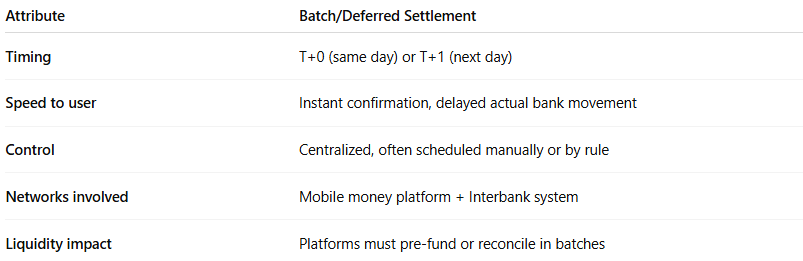 Attribute Batch/Deferred Settlement
Timing T+0 (same day) or T+1 (next day)
Speed to user Instant confirmation, delayed actual bank movement
Control Centralized, often scheduled manually or by rule
Networks involved Mobile money platform + Interbank system
Liquidity impact Platforms must pre-fund or reconcile in batches